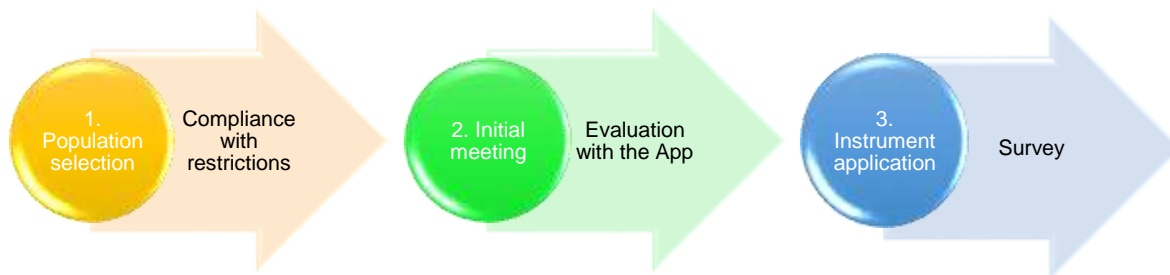 1.
Population
selection
Compliance
with
restrictions
2. Initial
meeting
Evaluation
with the App
3.
Instrument
application
Survey